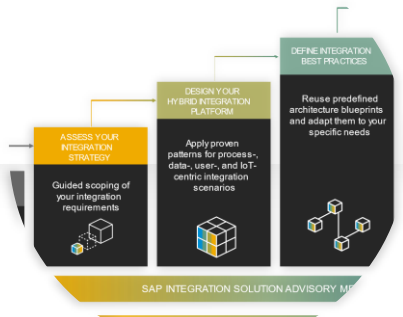 ASSESS YOUR
INTEGRATION
STRATEGY
Guided scoping of
your integration
requirements
DESIGN YOUR
HYBRID INTEGRATION
PLATFORM
Apply proven
patterns for process-,
data-, user-, and IoT-
centric integration
scenarios
DEFINE INTEGRATION
BEST PRACTICES
Reuse predefined
architecture blueprints
and adapt them to your
specific needs
SAP INTEGRATION SOLUTION ADVISORY